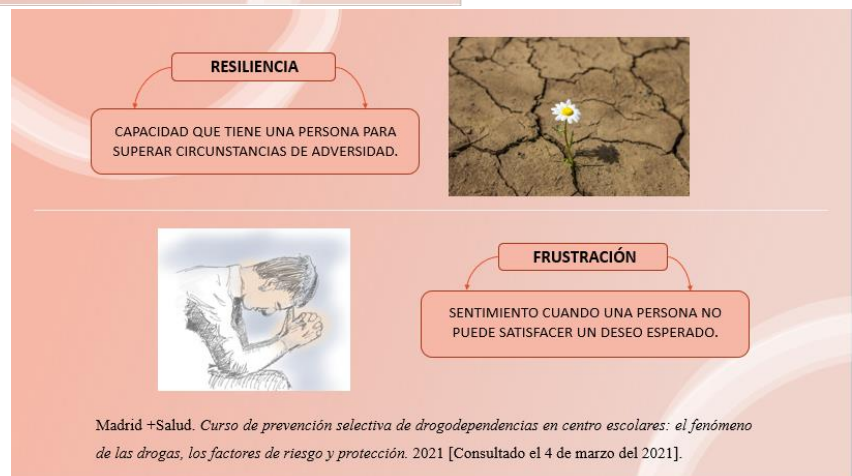 RESILIENCIA
CAPACIDAD QUE TIENE UNA PERSONA PARA
SUPERAR CIRCUNSTANCIAS DE ADVERSIDAD.
FRUSTRACIÓN
SENTIMIENTO CUANDO UNA PERSONA NO
PUEDE SATISFACER UN DESEO ESPERADO.
Madrid +Salud. Curso de prevención selectiva de drogodependencias en centro escolares: el fenómeno
de las drogas, los factores de riesgo y protección. 2021 [Consultado el 4 de marzo del 2021].